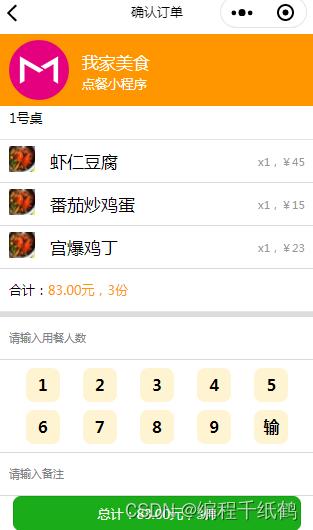 确认订单
我家美食
点餐小程序
1号桌
虾仁豆腐 x1，￥45
番茄炒鸡蛋 x1，￥15
宫爆鸡丁 x1，￥23
合计：83.00元，3份
请输入用餐人数
1 2 3 4 5
6 7 8 9 输
请输入备注
总计：83.00元，3件
CSDN @编程千纸鹤